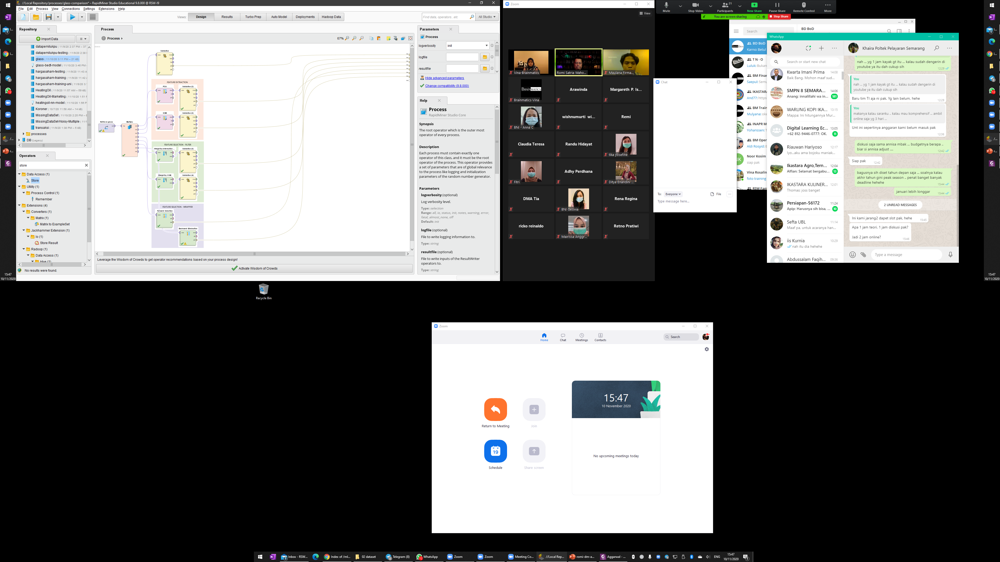 //Local Repository/processes/glass-comparison* – RapidMiner Studio Educational 9.8.000 @ RSW-I9
File Edit Process View Connections Settings Extensions Help
Views: Design Results Turbo Prep Auto Model Deployments Hadoop Data
Find data, operators...etc
All Studio
Repository
Import Data
datapemilukpu ( 11/9/20 2:37 PM – 37
datapemilukpu-testing ( 11/9/20 2:38
glass ( 11/10/20 3:11 PM – 21 kB)
glass-bedt-model ( 11/10/20 3:46 PM –
hargasaham-testing ( 11/9/20 11:43 A
hargasaham-training ( 11/9/20 11:42
hargasaham-training-uni ( 11/9/20 3:
HeatingOil ( 11/9/20 11:57 AM – 59 kB)
HeatingOil-Marketing ( 11/10/20 1:51 F
heatingoil-nn-model ( 11/10/20 1:56 P
Koroner ( 10/7/20 11:58 AM – 14 kB)
MissingDataSet ( 11/10/20 2:25 PM –
MissingDataSet-Noisy-Multiple ( 11/1
transaksi ( 11/9/20 1:38 PM – 5 kB)
processes
DB (Legacy)
Operators
store
Data Access (1)
Store
Utility (1)
Process Control (1)
Remember
Extensions (4)
Converters (1)
Matrix (1)
Matrix to ExampleSet
Jackhammer Extension (1)
Io (1)
Store Result
Radoop (1)
Data Access (1)
Hive (1)
No results were found.
Process
Process
67%
Validation
FEATURE EXTRACTION
PCA
Validation (2)
SOM
Validation (6)
Retrieve glass
Multiply
FEATURE SELECTION - FILTER
Weight by Information ...
Validation (3)
Weight by SVM
Validation (4)
FEATURE SELECTION - WRAPPER
Forward Selection
Backward Elimination
Leverage the Wisdom of Crowds to get operator recommendations based on your process design!
Activate Wisdom of Crowds
Parameters
Process
logverbosity
init
logfile
resultfile
Hide advanced parameters
Change compatibility (9.8.000)
Help
Process
RapidMiner Studio Core
Synopsis
The root operator which is the outer most
operator of every process.
Description
Each process must contain exactly one
operator of this class, and it must be the root
operator of the process. This operator provides
a set of parameters that are of global relevance
to the process like logging and initialization
parameters of the random number generator.
Parameters
logverbosity (optional)
Log verbosity level.
Type: selection
Range: all, io, status, init, notes, warning, error,
fatal, almost_none, off
Default: init
logfile (optional)
File to write logging information to.
Type: string
resultfile (optional)
File to write inputs of the ResultWriter
operators to.
Type: string
15:47
10/11/2020
Zoom
View
Vina-Brainmatics
Romi Satria Waho...
Maulana Firma...
BRAINMATICS
Brainmatics-Vina
Arawinda
Margareth P. Is...
BNI - Anna C
wishnumurti wi...
Remi
Claudia Teresa
Randu Hidayat
tika yosefine
Fitri
Adhy Perdhana
Ditya Enandini ...
DMA Tia
BNI Gesivia
Rena Regina
ricko reinaldo
Mairissa Anggr...
Retno Pratiwi
Mute
Stop Video
Participants
21
New Share
Pause Share
Remote Control
More
You are screen sharing
Stop Share
Chat
To: Everyone
File
Type message here...
Search
BD BoD
BD BoD
Karno: Betul
T N - O
Luluk: Bukan
BM Finan
Saepul: Semu
IKASTARA
And77: https
BM Train
Mulyana: oke
INAPR M
Yohanssen: T
BM Oper
Aldi Rosyid: E
Noor Kosim
siap pak
Vina Rosalin
foto training
RSW Fam
WhatsApp
Search or start new chat
Kwarta Imani Prima 14:08
Baik Bang. Mohon maaf sud...
SMPN 8 SEMARA... 14:06
Anang: innalillahi wa in... 181
WARUNG KOPI IKA... 13:15
Mappa: Ini hitungannya Mur...
Digital Learning Ec... 13:05
+62 812-9446-0777: OK. 11
Riauwan Hariyoso 12:17
Iyo...aku ama bojoku maniak...
Ikastara Agro,Tern... 12:04
Alfian: Selamat bergabu... 13
IKASTARA KULINER... 12:01
Thomas: joss banget
Persiapan-56172 11:24
Apip: Harusnya sih bisa, ... 10
Sefta UBL 11:14
Maaf pa, untuk acaranya han...
iis Kurnia 10:29
nah itu dia hehehe
Abdussalam Faqih... 09:36
Khaira Poltek Pelayaran Semarang
nah ... yg 1 jam kayak gt itu ... kalau sudah dengerin di
youtube ya itu dah cukup sih
12:29
You
nah ... yg 1 jam kayak gt itu ... kalau sudah dengerin di
youtube ya itu dah cukup sih
Baru tim TI aja ni pak. Yg lain belum, hehe 12:29
You
makanya kalau saranku .. kalau mau komprehensif ... ambil
online saja yg 3 hari ...
Unt ini sepertinya anggaran kami belum masuk pak
12:36
diskusi saja sama annisa mbak ... budgetnya berapa ..
biar si annisa adjust .... 12:42
Siap pak 12:42
bagusnya sih diset tahun depan saja ... soalnya kalau
akhir tahun gini peak season .. penat banget banyak
deadline hehehe 15:44
januari lebih longgar 15:44
2 UNREAD MESSAGES
Ini kami jarang2 dapet slot pak, hehe 15:45
Apa 1 jam teori, 1 jam diskusi pak?
Jadi 2 jam online? 15:46
Type a message
15:47
10/11/2020
Recycle Bin
Zoom
Home
Chat
Meetings
Contacts
Search
15:47
10 November 2020
Return to Meeting
Join
19
Schedule
Share screen
No upcoming meetings today
Inbox - RSW...
Index of /ml...
02 dataset
Telegram (8)
WhatsApp
Zoom
Zoom
Meeting Co...
//Local Rep...
romi-dm-a...
Aggarwal - ...
ENG
15:47
10/11/2020